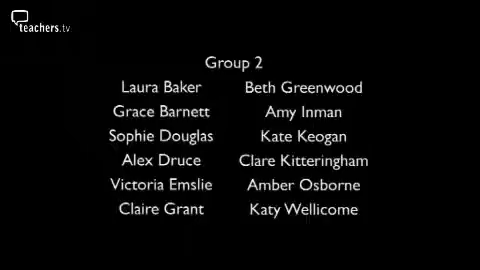 teachers.tv
Group 2
Laura Baker Beth Greenwood
Grace Barnett Amy Inman
Sophie Douglas Kate Keogan
Alex Druce Clare Kitteringham
Victoria Emslie Amber Osborne
Claire Grant Katy Wellicome